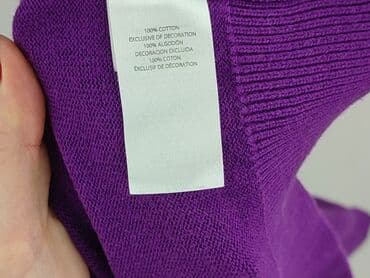 100% COTTON
EXCLUSIVE OF DECORATION
100% ALGODÓN
DECORACIÓN EXCLUIDA
100% COTON
EXCLUSIF DE DÉCORATION